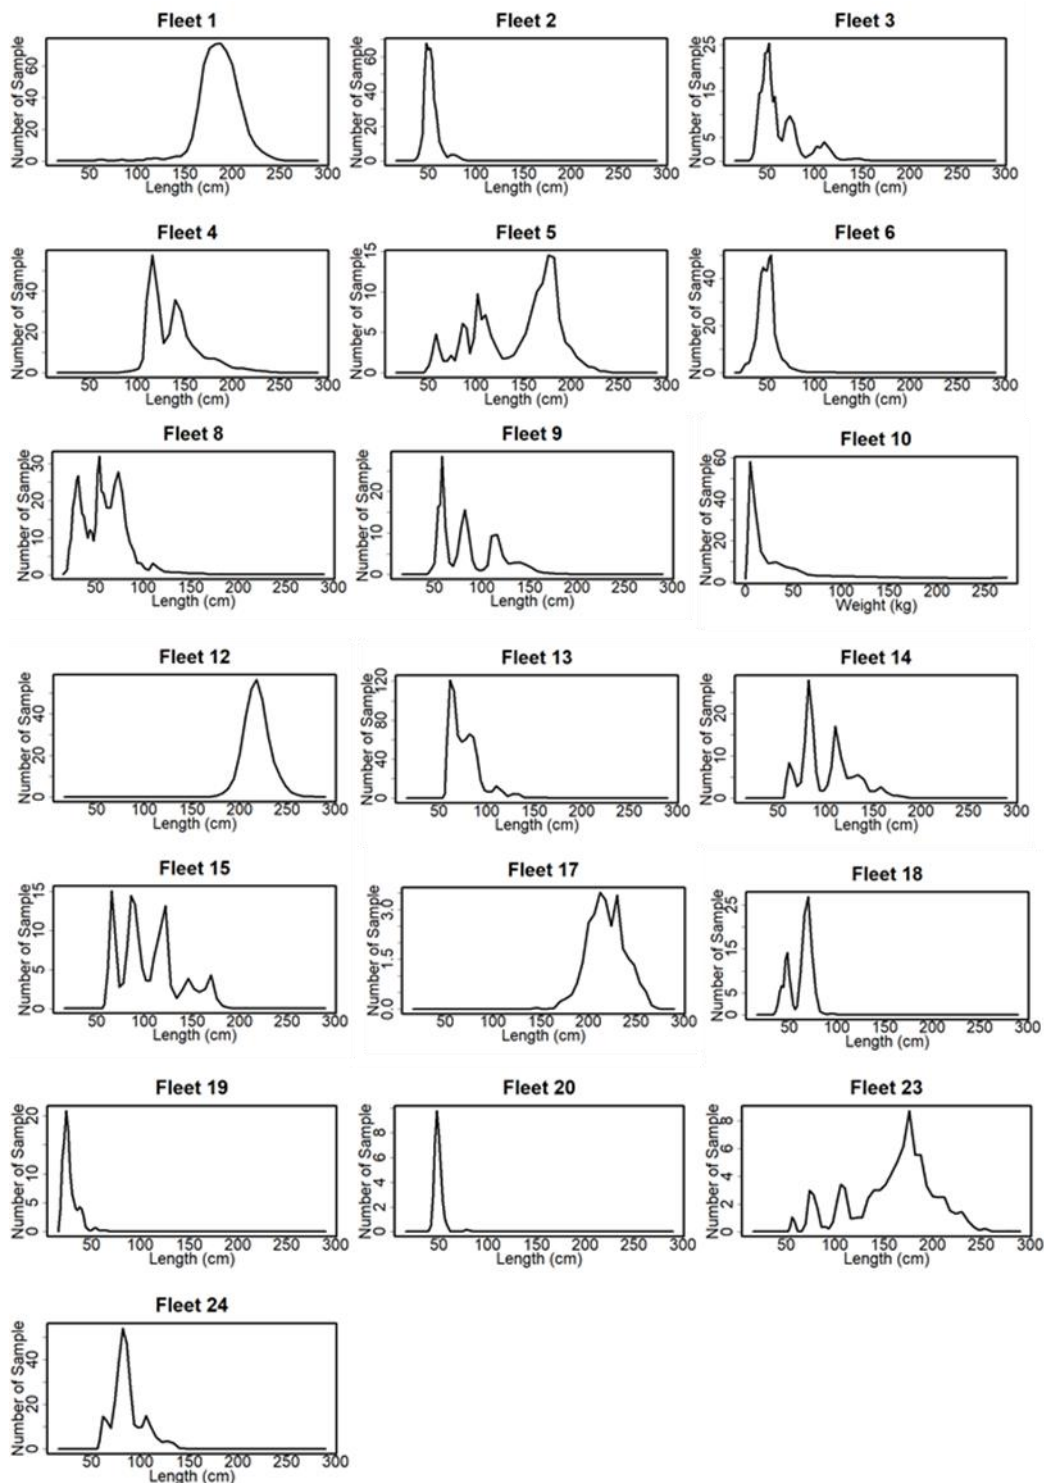 Fleet 1
Number of Sample
60
40
20
0
50 100 150 200 250 300
Length (cm)
Fleet 2
Number of Sample
60
40
20
0
50 100 150 200 250 300
Length (cm)
Fleet 3
Number of Sample
25
15
5
0
50 100 150 200 250 300
Length (cm)
Fleet 4
Number of Sample
40
20
0
50 100 150 200 250 300
Length (cm)
Fleet 5
Number of Sample
15
10
5
0
50 100 150 200 250 300
Length (cm)
Fleet 6
Number of Sample
40
20
0
50 100 150 200 250 300
Length (cm)
Fleet 8
Number of Sample
30
20
10
0
50 100 150 200 250 300
Length (cm)
Fleet 9
Number of Sample
20
10
0
50 100 150 200 250 300
Length (cm)
Fleet 10
Number of Sample
60
40
20
0
0 50 100 150 200 250
Weight (kg)
Fleet 12
Number of Sample
40
20
0
50 100 150 200 250 300
Length (cm)
Fleet 13
Number of Sample
120
80
40
0
50 100 150 200 250 300
Length (cm)
Fleet 14
Number of Sample
20
10
0
50 100 150 200 250 300
Length (cm)
Fleet 15
Number of Sample
15
10
5
0
50 100 150 200 250 300
Length (cm)
Fleet 17
Number of Sample
3.0
1.5
0.0
50 100 150 200 250 300
Length (cm)
Fleet 18
Number of Sample
25
15
5
0
50 100 150 200 250 300
Length (cm)
Fleet 19
Number of Sample
20
10
5
0
50 100 150 200 250 300
Length (cm)
Fleet 20
Number of Sample
8
6
4
2
0
50 100 150 200 250 300
Length (cm)
Fleet 23
Number of Sample
8
6
4
2
0
50 100 150 200 250 300
Length (cm)
Fleet 24
Number of Sample
40
20
0
50 100 150 200 250 300
Length (cm)